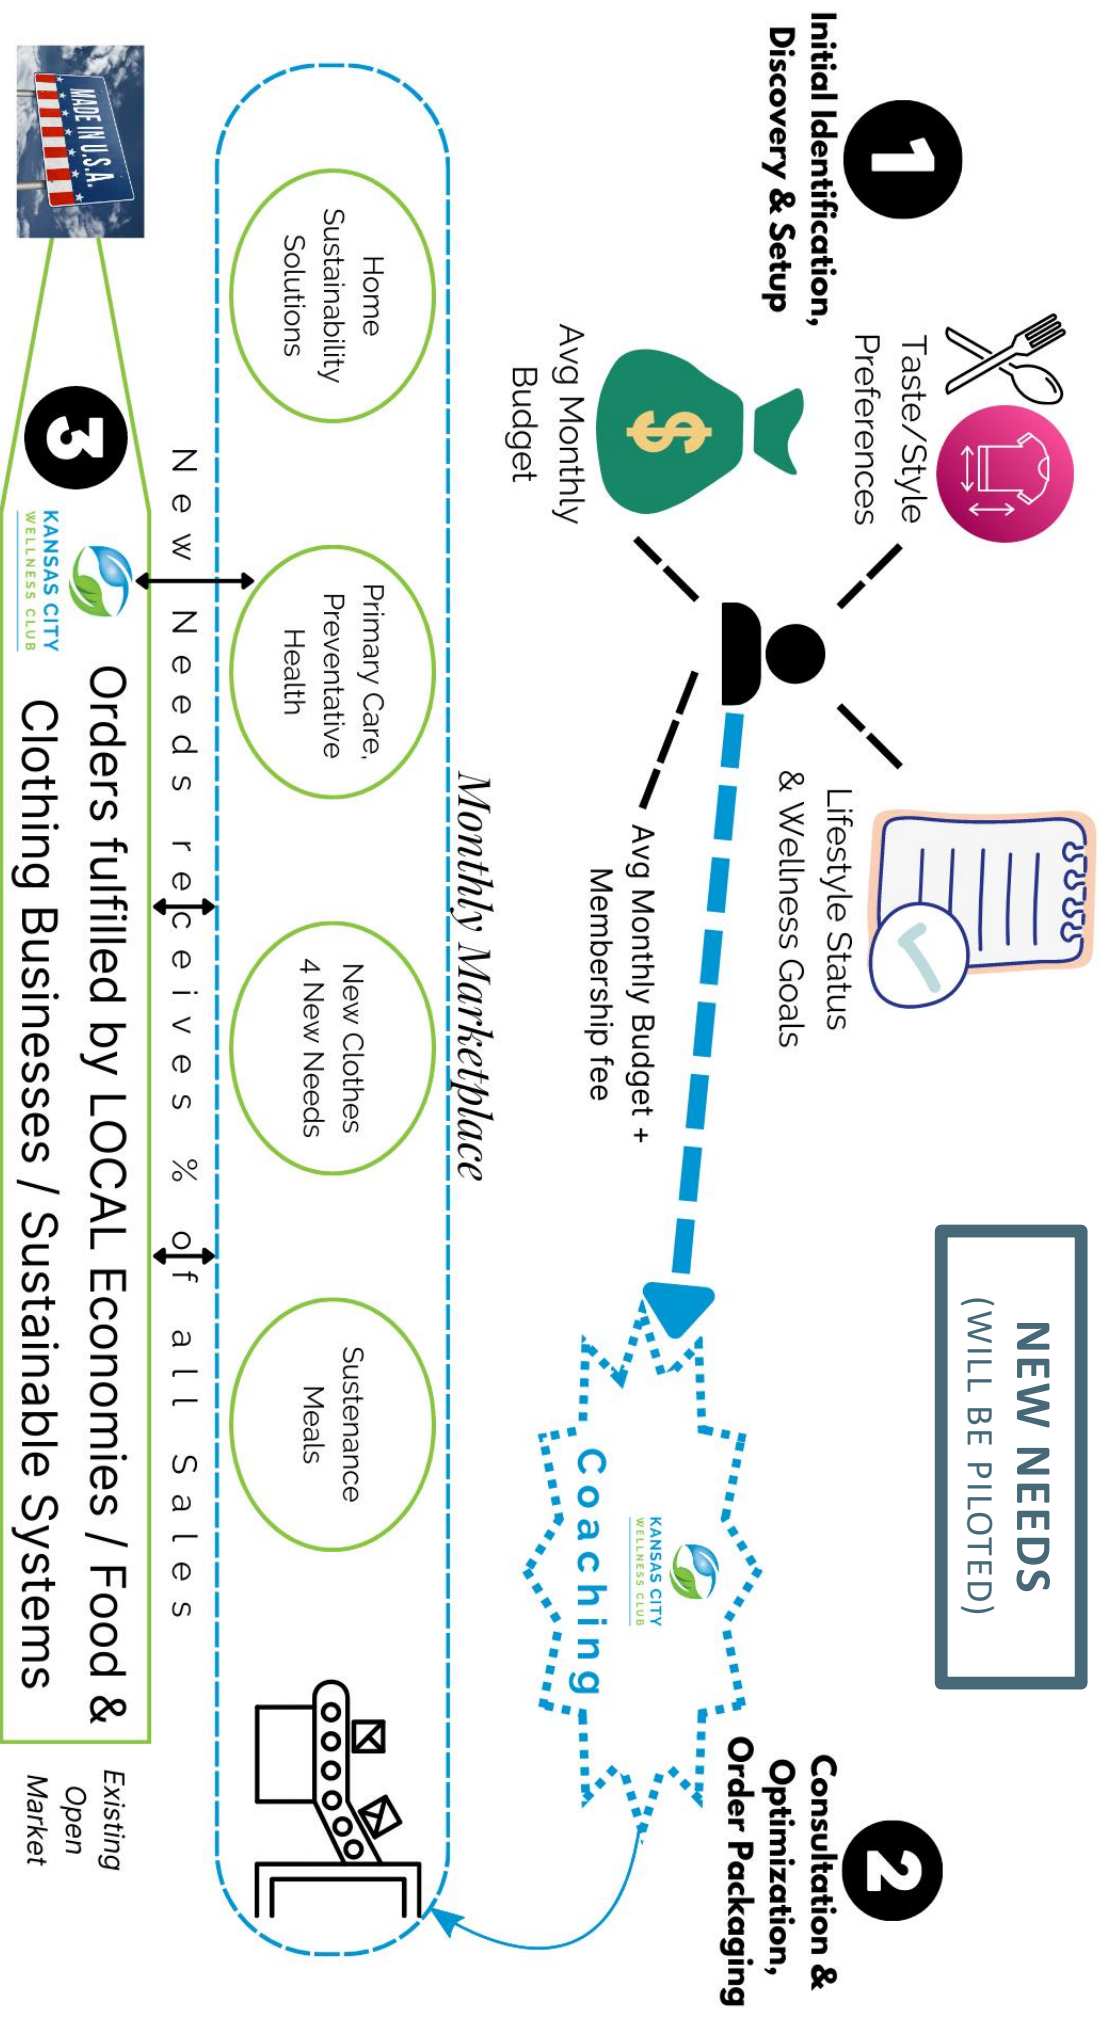 NEW NEEDS
(WILL BE PILOTED)
1
Initial Identification,
Discovery & Setup
Taste/Style
Preferences
Avg Monthly
Budget
Lifestyle Status
& Wellness Goals
Avg Monthly Budget +
Membership fee
2
Consultation &
Optimization,
Order Packaging
KANSAS CITY
WELLNESS CLUB
Coaching
Monthly Marketplace
Home
Sustainability
Solutions
Primary Care,
Preventative
Health
New Clothes
4 New Needs
Sustenance
Meals
New Needs receives % of all Sales
MADE IN U.S.A.
3
KANSAS CITY
WELLNESS CLUB
Orders fulfilled by LOCAL Economies / Food &
Clothing Businesses / Sustainable Systems
Existing
Open
Market